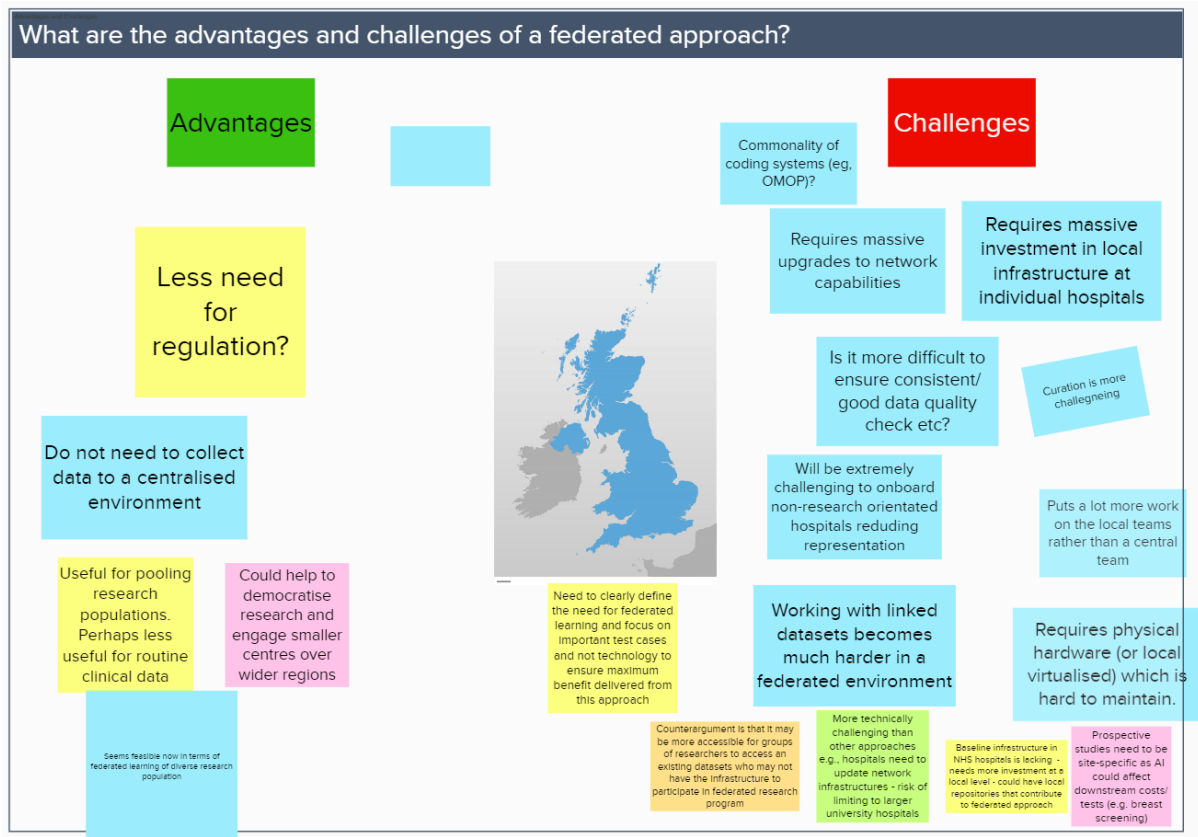 What are the advantages and challenges of a federated approach?
Advantages
Less need
for
regulation?
Do not need to collect
data to a centralised
environment
Useful for pooling
research
populations.
Perhaps less
useful for routine
clinical data
Could help to
democratise
research and
engage smaller
centres over
wider regions
Seems feasible now in terms of
federated learning of diverse research
population
Need to clearly define
the need for federated
learning and focus on
important test cases
and not technology to
ensure maximum
benefit delivered from
this approach
Challenges
Commonality of
coding systems (eg,
OMOP)?
Requires massive
upgrades to network
capabilities
Requires massive
investment in local
infrastructure at
individual hospitals
Is it more difficult to
ensure consistent/
good data quality
check etc?
Curation is more
challegneing
Will be extremely
challenging to onboard
non-research orientated
hospitals reduding
representation
Puts a lot more work
on the local teams
rather than a central
team
Working with linked
datasets becomes
much harder in a
federated environment
Requires physical
hardware (or local
virtualised) which is
hard to maintain.
Counterargument is that it may
be more accessible for groups
of researchers to access an
existing datasets who may not
have the infrastructure to
participate in federated research
program
More technically
challenging than
other approaches
e.g., hospitals need to
update network
infrastructures - risk of
limiting to larger
university hospitals
Baseline infrastructure in
NHS hospitals is lacking -
needs more investment at a
local level - could have local
repositories that contribute
to federated approach
Prospective
studies need to be
site-specific as AI
could affect
downstream costs/
tests (e.g. breast
screening)